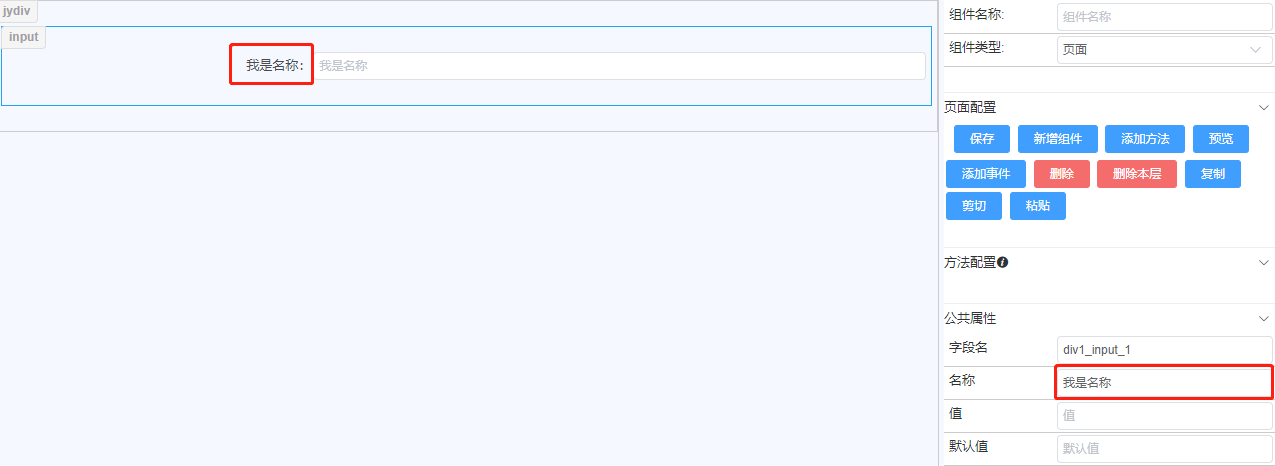 jydiv
input
我是名称: 我是名称
组件名称: 组件名称
组件类型: 页面
页面配置
保存 新增组件 添加方法 预览
添加事件 删除 删除本层 复制
剪切 粘贴
方法配置
公共属性
字段名 div1_input_1
名称 我是名称
值 值
默认值 默认值